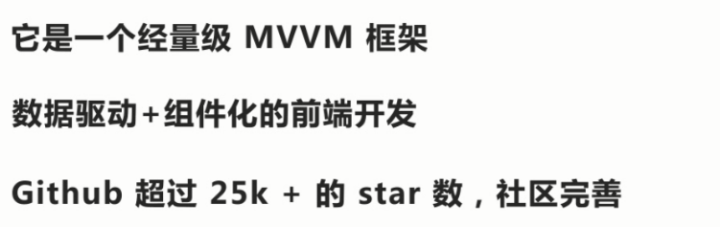 它是一个经量级 MVVM 框架
数据驱动+组件化的前端开发
Github 超过 25k + 的 star 数，社区完善